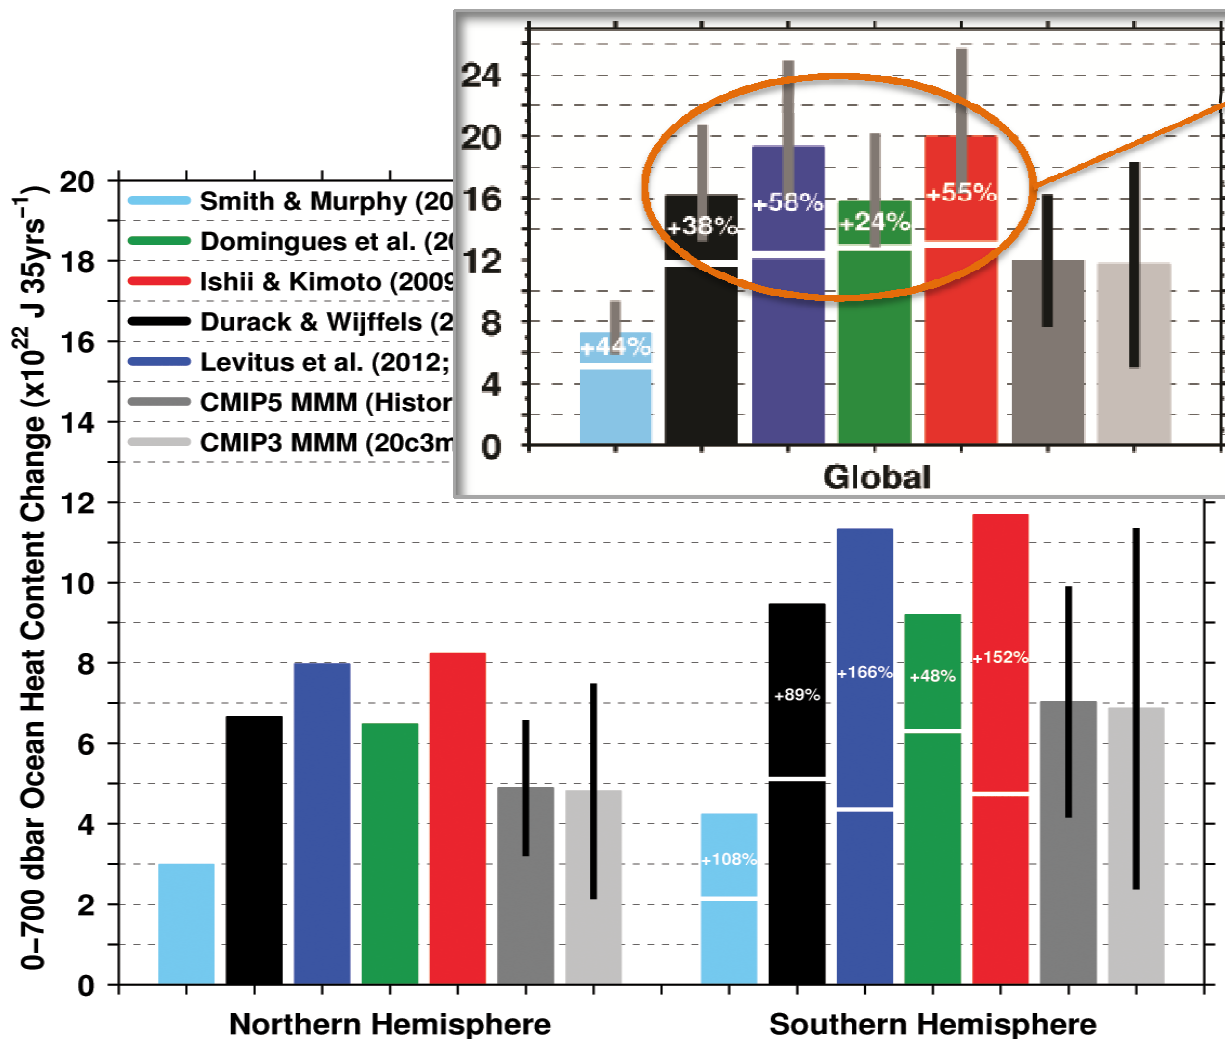 24
20
16
12
8
4
0
+44%
+38%
+58%
+24%
+55%
Global
0–700 dbar Ocean Heat Content Change (x10²² J 35yrs⁻¹)
20
18
16
14
12
10
8
6
4
2
0
Smith & Murphy (20
Domingues et al. (20
Ishii & Kimoto (2009
Durack & Wijffels (2
Levitus et al. (2012;
CMIP5 MMM (Histor
CMIP3 MMM (20c3m
+108%
+89%
+166%
+48%
+152%
Northern Hemisphere
Southern Hemisphere